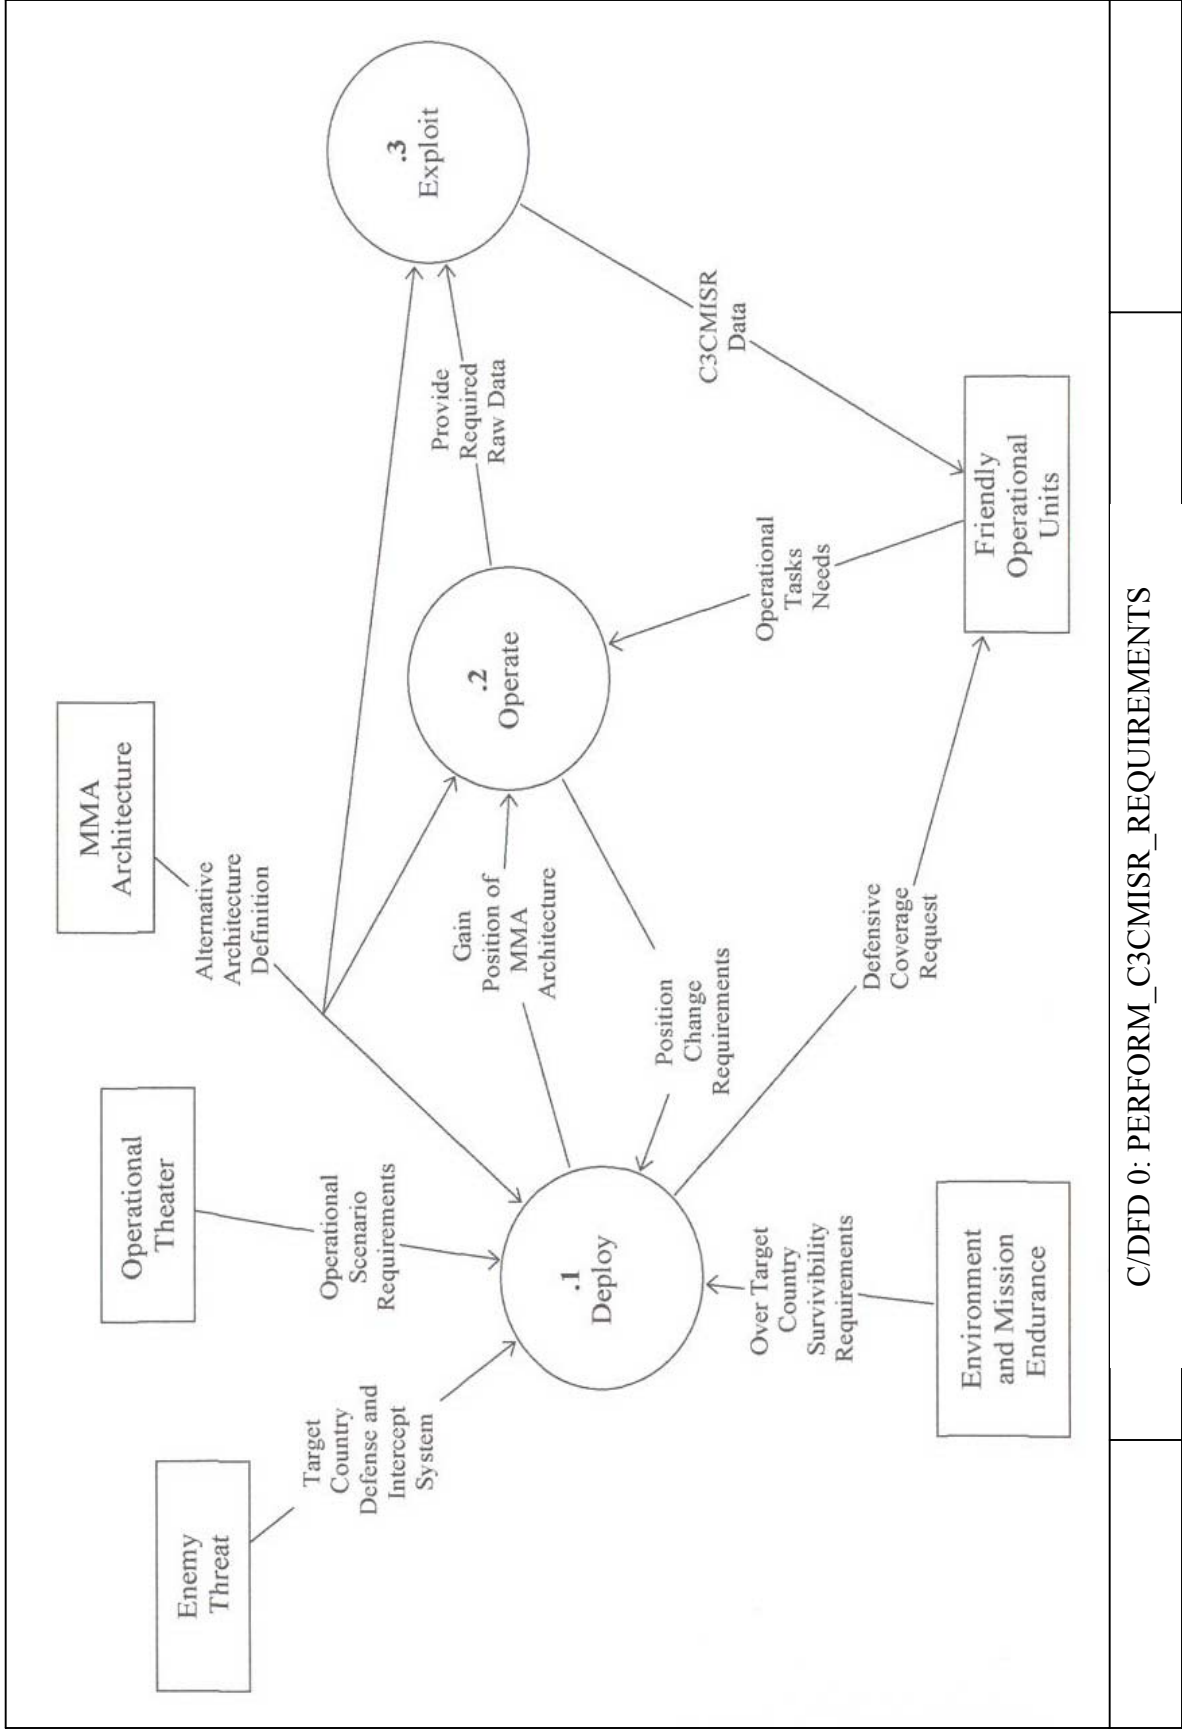 Enemy
Threat
Target
Country
Defense and
Intercept
System
Operational
Theater
Operational
Scenario
Requirements
MMA
Architecture
Alternative
Architecture
Definition
.1
Deploy
Gain
Position of
MMA
Architecture
Position
Change
Requirements
.2
Operate
Provide
Required
Raw Data
.3
Exploit
Over Target
Country
Survivibility
Requirements
Environment
and Mission
Endurance
Defensive
Coverage
Request
Operational
Tasks
Needs
C3CMISR
Data
Friendly
Operational
Units
C/DFD 0: PERFORM_C3CMISR_REQUIREMENTS